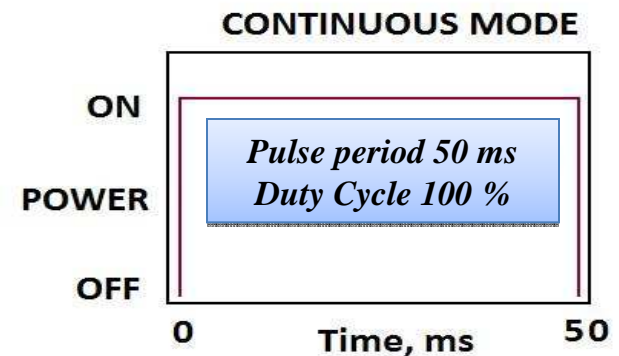 CONTINUOUS MODE
ON
Pulse period 50 ms
Duty Cycle 100 %
POWER
OFF
0
50
Time, ms